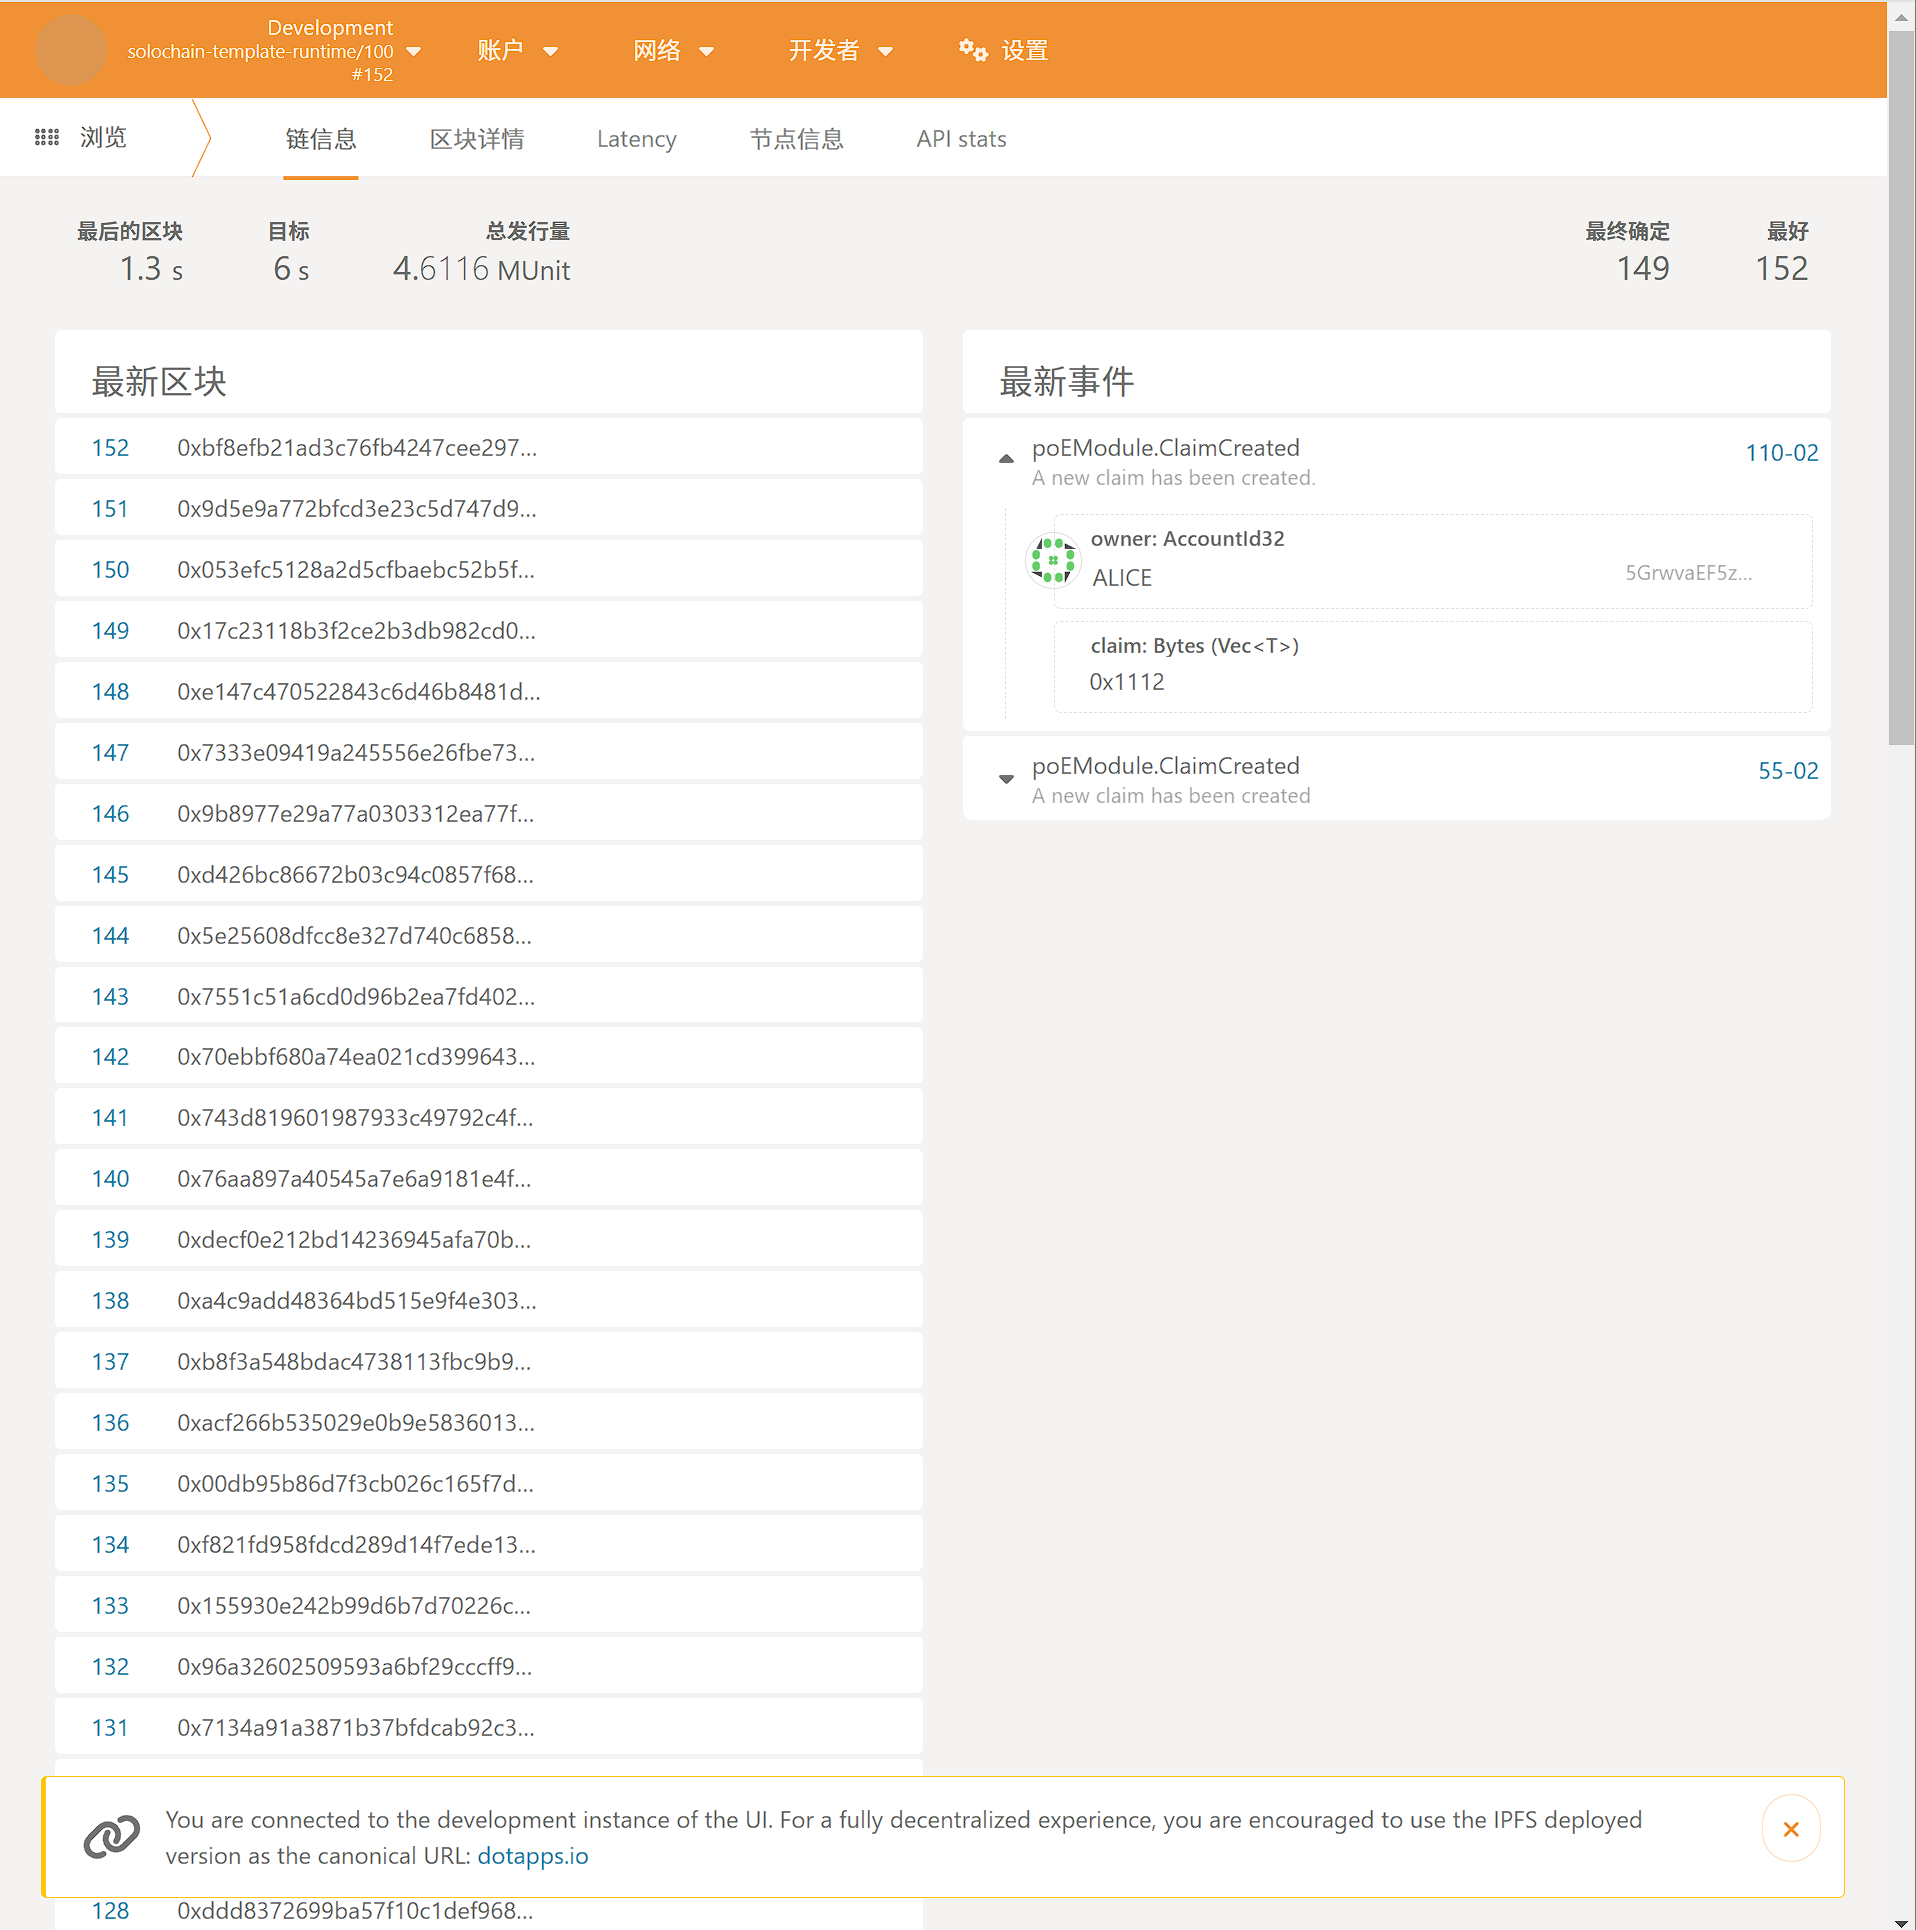 Development
solochain-template-runtime/100
#152
账户
网络
开发者
设置
浏览
链信息
区块详情
Latency
节点信息
API stats
最后的区块
1.3 s
目标
6 s
总发行量
4.6116 MUnit
最终确定
149
最好
152
最新区块
152 0xbf8efb21ad3c76fb4247cee297...
151 0x9d5e9a772bfcd3e23c5d747d9...
150 0x053efc5128a2d5cfbaebc52b5f...
149 0x17c23118b3f2ce2b3db982cd0...
148 0xe147c470522843c6d46b8481d...
147 0x7333e09419a245556e26fbe73...
146 0x9b8977e29a77a0303312ea77f...
145 0xd426bc86672b03c94c0857f68...
144 0x5e25608dfcc8e327d740c6858...
143 0x7551c51a6cd0d96b2ea7fd402...
142 0x70ebbf680a74ea021cd399643...
141 0x743d819601987933c49792c4f...
140 0x76aa897a40545a7e6a9181e4f...
139 0xdecf0e212bd14236945afa70b...
138 0xa4c9add48364bd515e9f4e303...
137 0xb8f3a548bdac4738113fbc9b9...
136 0xacf266b535029e0b9e5836013...
135 0x00db95b86d7f3cb026c165f7d...
134 0xf821fd958fdcd289d14f7ede13...
133 0x155930e242b99d6b7d70226c...
132 0x96a32602509593a6bf29cccff9...
131 0x7134a91a3871b37bfdcab92c3...
最新事件
poEModule.ClaimCreated
110-02
A new claim has been created.
owner: AccountId32
ALICE
5GrwvaEF5z...
claim: Bytes (Vec<T>)
0x1112
poEModule.ClaimCreated
55-02
A new claim has been created
You are connected to the development instance of the UI. For a fully decentralized experience, you are encouraged to use the IPFS deployed
version as the canonical URL: dotapps.io
128 0xddd8372699ba57f10c1def968...